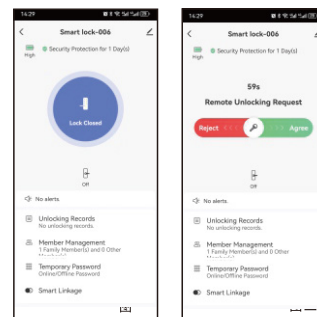 14:29
Smart lock-006
High
Security Protection for 1 Day(s)
Lock Closed
Off
No alerts
Unlocking Records
No unlocking records.
Member Management
1 Family Member(s) and 0 Other
Member(s)
Temporary Password
Online/Offline Password
Smart Linkage
14:29
Smart lock-006
High
Security Protection for 1 Day(s)
59s
Remote Unlocking Request
Reject
Agree
Off
No alerts
Unlocking Records
No unlocking records.
Member Management
1 Family Member(s) and 0 Other
Temporary Password
Online/Offline Password
Smart Linkage